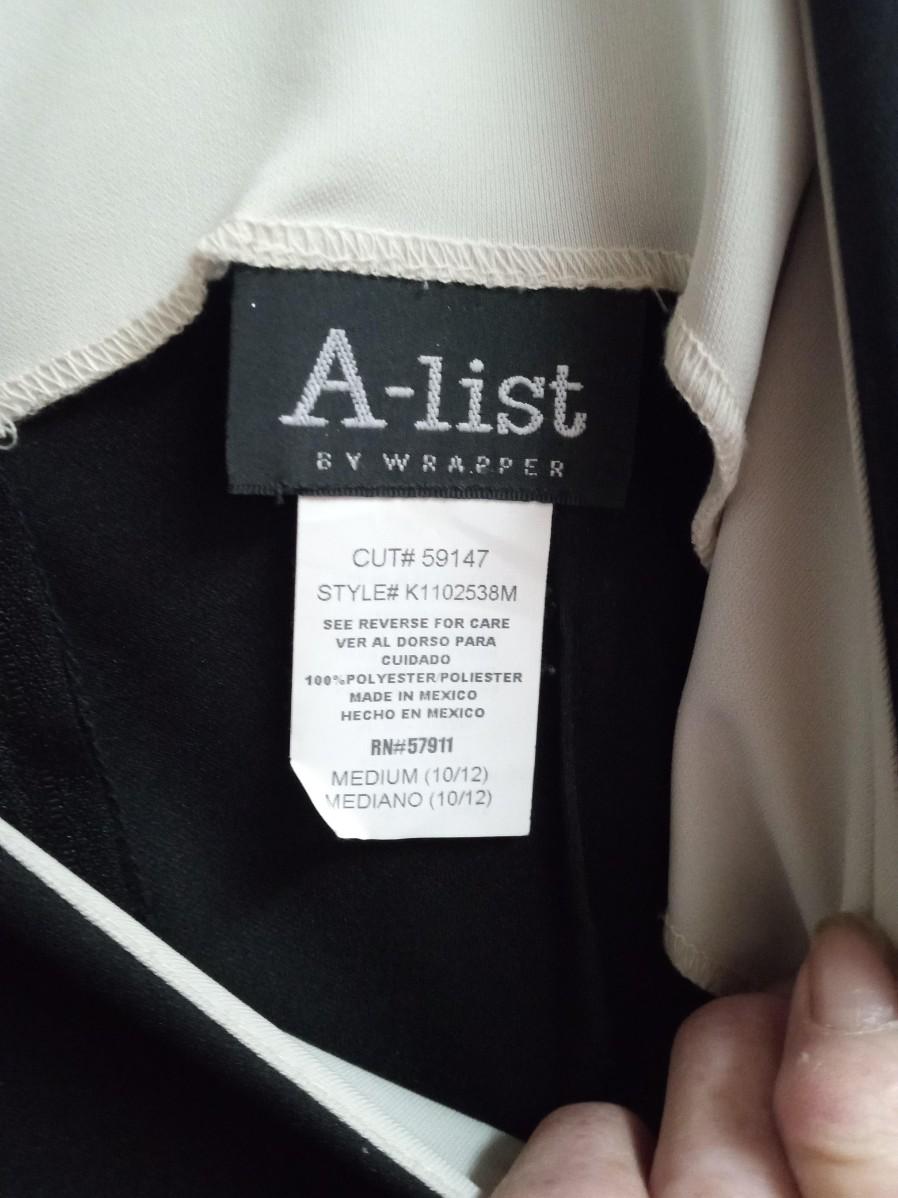 A-list
BY WRAPPER
CUT# 59147
STYLE# K1102538M
SEE REVERSE FOR CARE
VER AL DORSO PARA
CUIDADO
100%POLYESTER/POLIESTER
MADE IN MEXICO
HECHO EN MEXICO
RN#57911
MEDIUM (10/12)
MEDIANO (10/12)